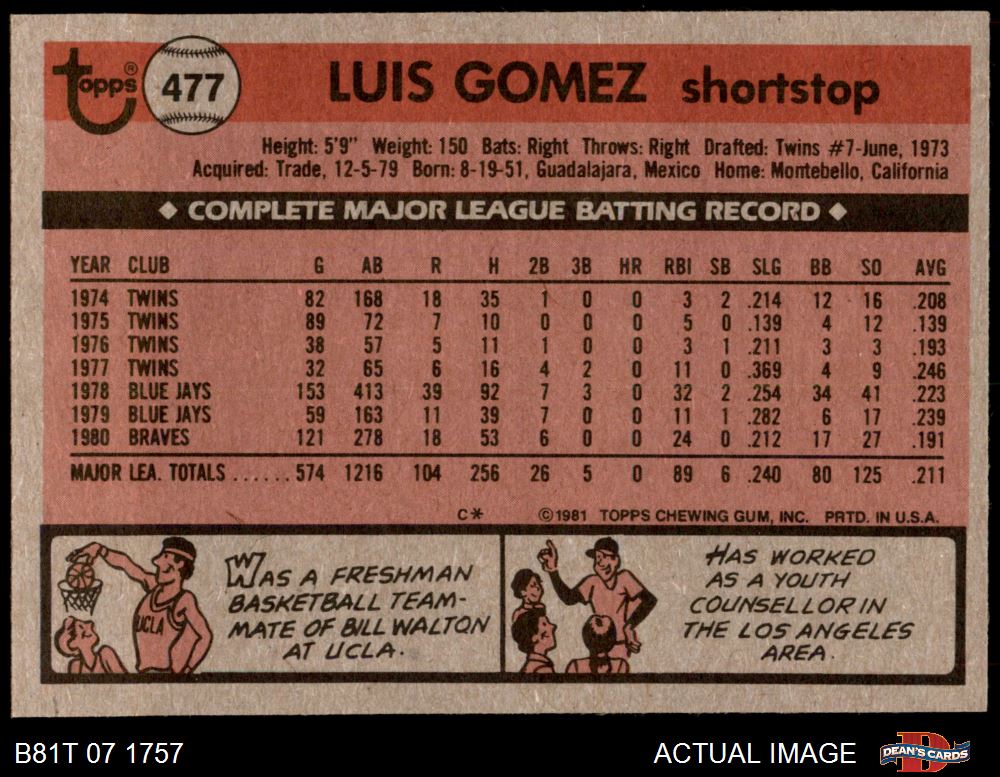 topps® 477 LUIS GOMEZ shortstop
Height: 5'9" Weight: 150 Bats: Right Throws: Right Drafted: Twins #7-June, 1973
Acquired: Trade, 12-5-79 Born: 8-19-51, Guadalajara, Mexico Home: Montebello, California
◆ COMPLETE MAJOR LEAGUE BATTING RECORD ◆
YEAR CLUB G AB R H 2B 3B HR RBI SB SLG BB SO AVG
1974 TWINS 82 168 18 35 1 0 0 3 2 .214 12 16 .208
1975 TWINS 89 72 7 10 0 0 0 5 0 .139 4 12 .139
1976 TWINS 38 57 5 11 1 0 0 3 1 .211 3 3 .193
1977 TWINS 32 65 6 16 4 2 0 11 0 .369 4 9 .246
1978 BLUE JAYS 153 413 39 92 7 3 0 32 2 .254 34 41 .223
1979 BLUE JAYS 59 163 11 39 7 0 0 11 1 .282 6 17 .239
1980 BRAVES 121 278 18 53 6 0 0 24 0 .212 17 27 .191
MAJOR LEA. TOTALS ...... 574 1216 104 256 26 5 0 89 6 .240 80 125 .211
C* ©1981 TOPPS CHEWING GUM, INC. PRTD. IN U.S.A.
UCLA
WAS A FRESHMAN
BASKETBALL TEAM-
MATE OF BILL WALTON
AT UCLA.
HAS WORKED
AS A YOUTH
COUNSELLOR IN
THE LOS ANGELES
AREA.
B81T 07 1757 ACTUAL IMAGE DEAN'S CARDS